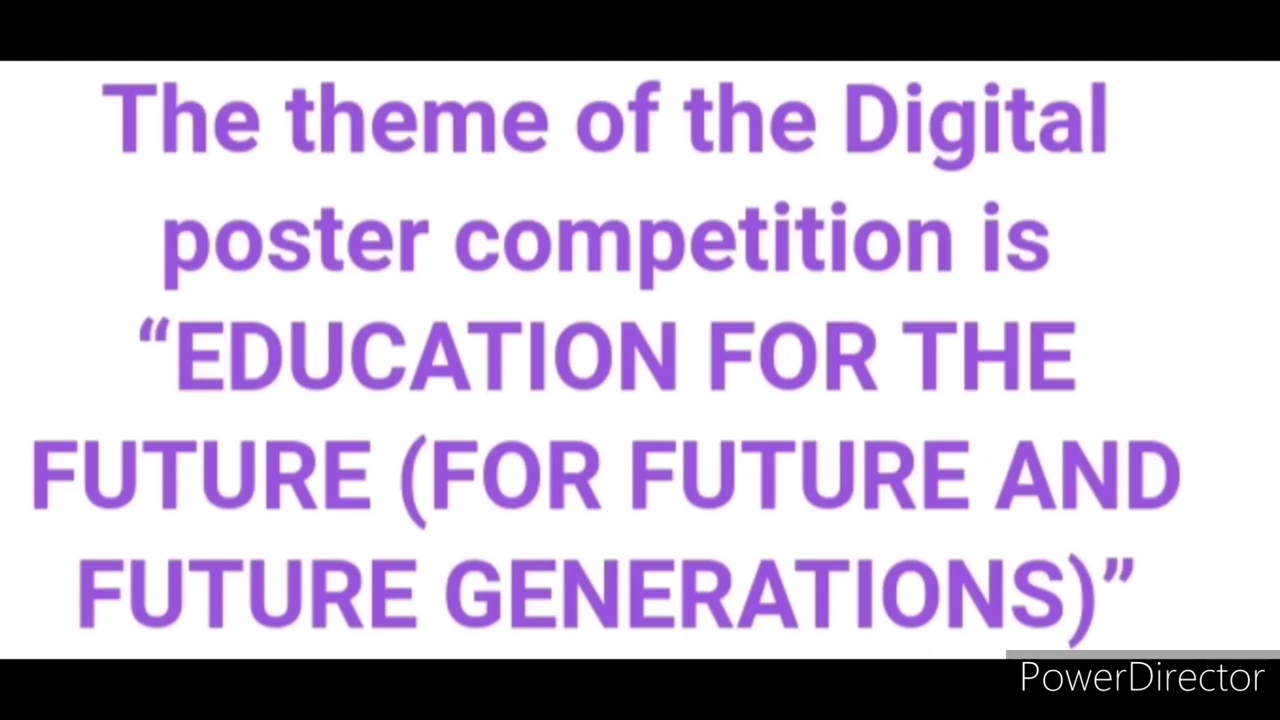 The theme of the Digital
poster competition is
“EDUCATION FOR THE
FUTURE (FOR FUTURE AND
FUTURE GENERATIONS)”
PowerDirector